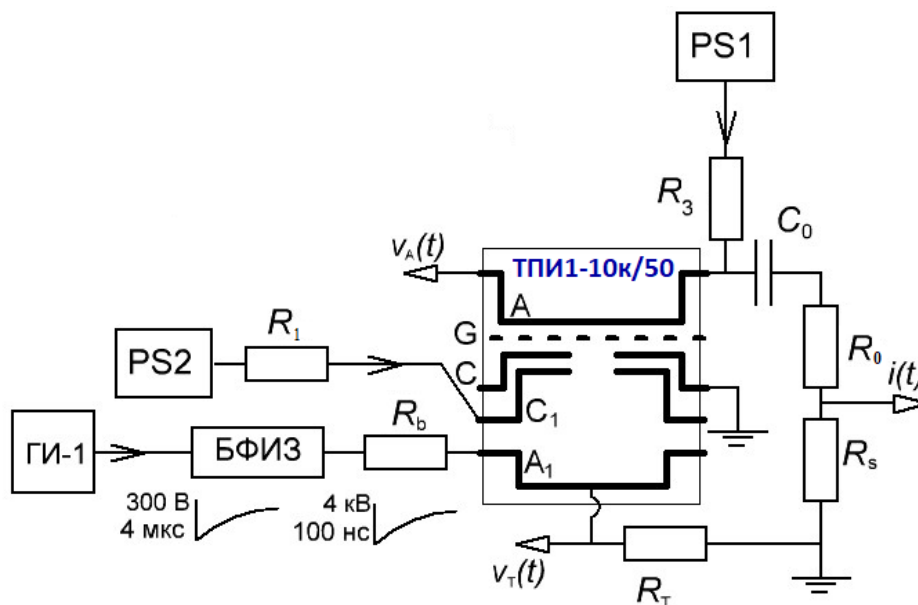 PS1
R3
C0
vA(t)
ТПИ1-10к/50
A
G
R1
PS2
C
R0
i(t)
C1
Rb
Rs
ГИ-1
БФИЗ
A1
300 В
4 мкс
4 кВ
100 нс
vT(t)
RT